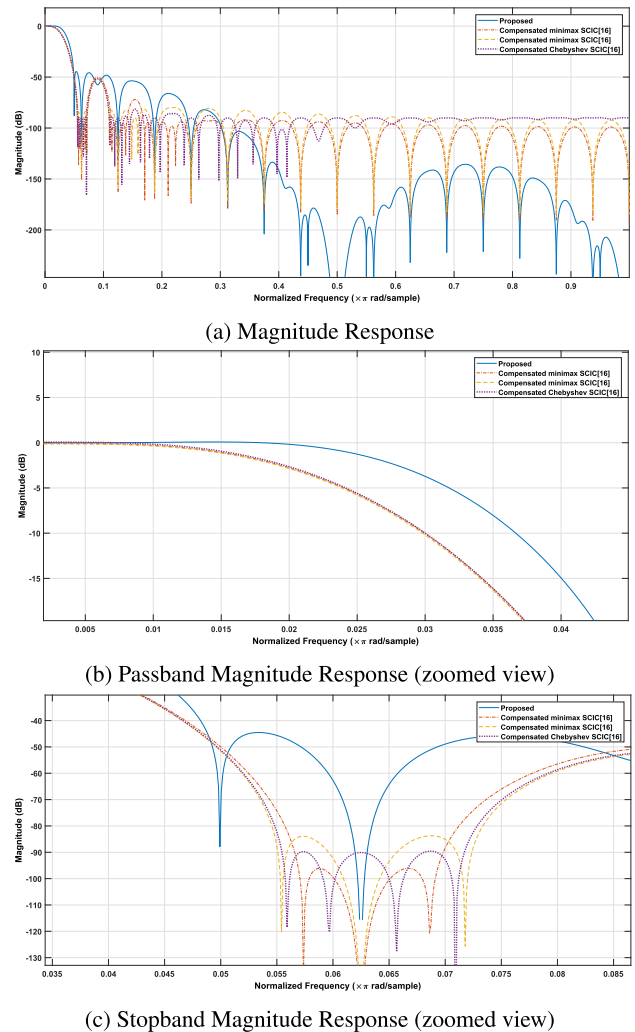 0
-50
-100
-150
-200
Magnitude (dB)
Proposed
Compensated minimax SCIC[16]
Compensated minimax SCIC[16]
Compensated Chebyshev SCIC[16]
0 0.1 0.2 0.3 0.4 0.5 0.6 0.7 0.8 0.9
Normalized Frequency (×π rad/sample)
(a) Magnitude Response
10
5
0
-5
-10
-15
Magnitude (dB)
Proposed
Compensated minimax SCIC[16]
Compensated minimax SCIC[16]
Compensated Chebyshev SCIC[16]
0.005 0.01 0.015 0.02 0.025 0.03 0.035 0.04
Normalized Frequency (×π rad/sample)
(b) Passband Magnitude Response (zoomed view)
-40
-50
-60
-70
-80
-90
-100
-110
-120
-130
Magnitude (dB)
Proposed
Compensated minimax SCIC[16]
Compensated minimax SCIC[16]
Compensated Chebyshev SCIC[16]
0.035 0.04 0.045 0.05 0.055 0.06 0.065 0.07 0.075 0.08 0.085
Normalized Frequency (×π rad/sample)
(c) Stopband Magnitude Response (zoomed view)